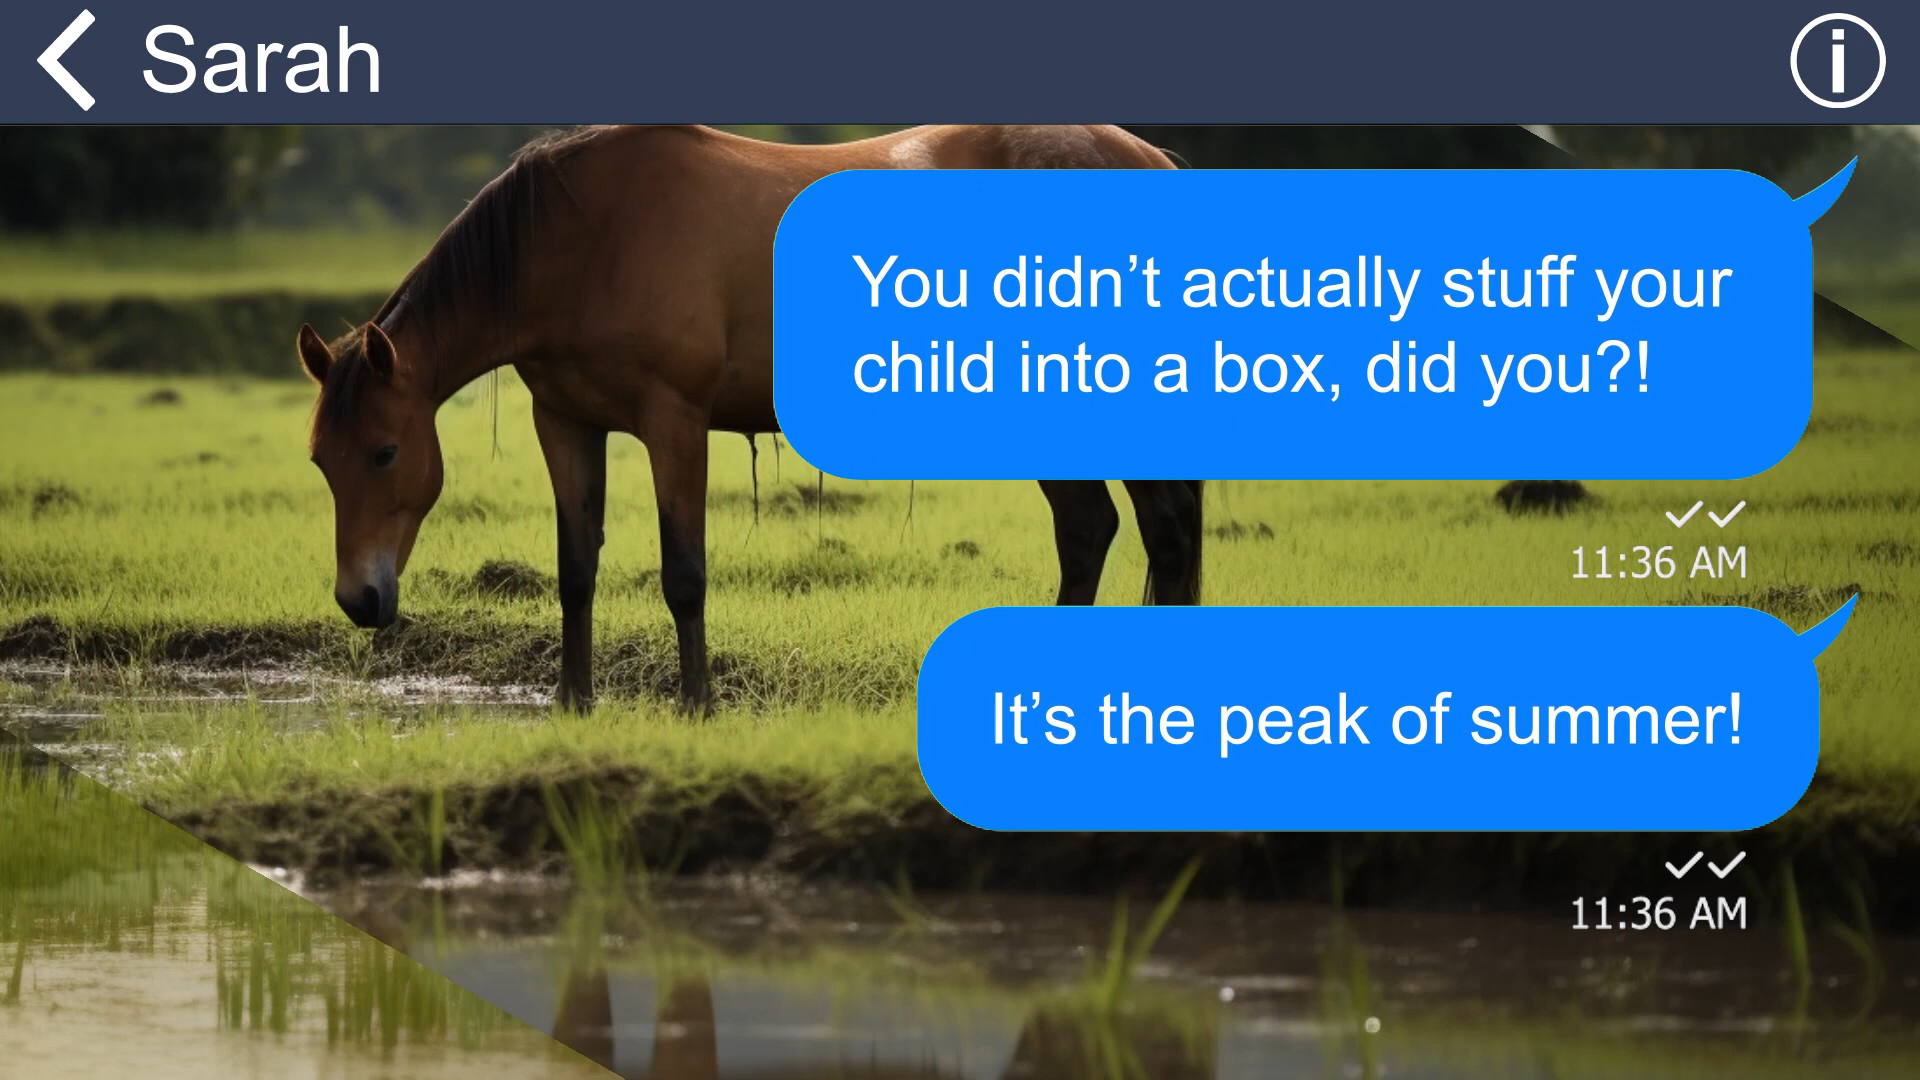 Sarah
You didn’t actually stuff your
child into a box, did you?!
11:36 AM
It’s the peak of summer!
11:36 AM